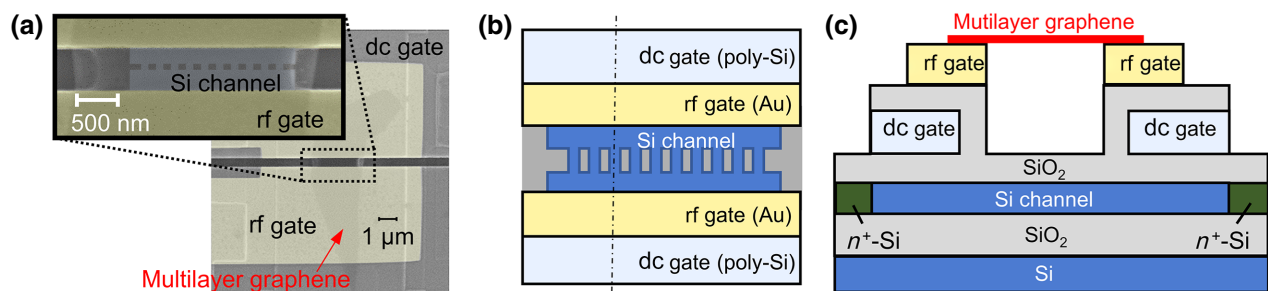 (a)
dc gate
Si channel
500 nm
rf gate
rf gate
1 µm
Multilayer graphene
(b)
dc gate (poly-Si)
rf gate (Au)
Si channel
rf gate (Au)
dc gate (poly-Si)
(c)
Mutilayer graphene
rf gate
rf gate
dc gate
dc gate
SiO₂
Si channel
n⁺-Si
n⁺-Si
SiO₂
Si